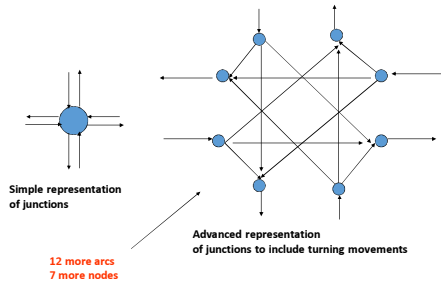 Simple representation
of junctions
Advanced representation
of junctions to include turning movements
12 more arcs
7 more nodes